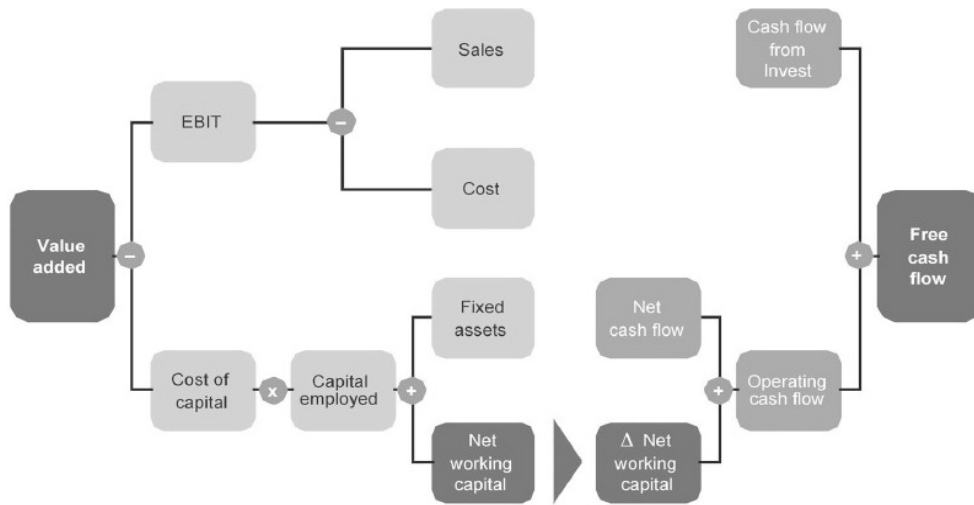 Sales
Cash flow
from
Invest
EBIT
–
Cost
Value
added
–
Free
cash
flow
+
Fixed
assets
Net
cash flow
Cost of
capital
x
Capital
employed
+
+
Operating
cash flow
Net
working
capital
Δ Net
working
capital